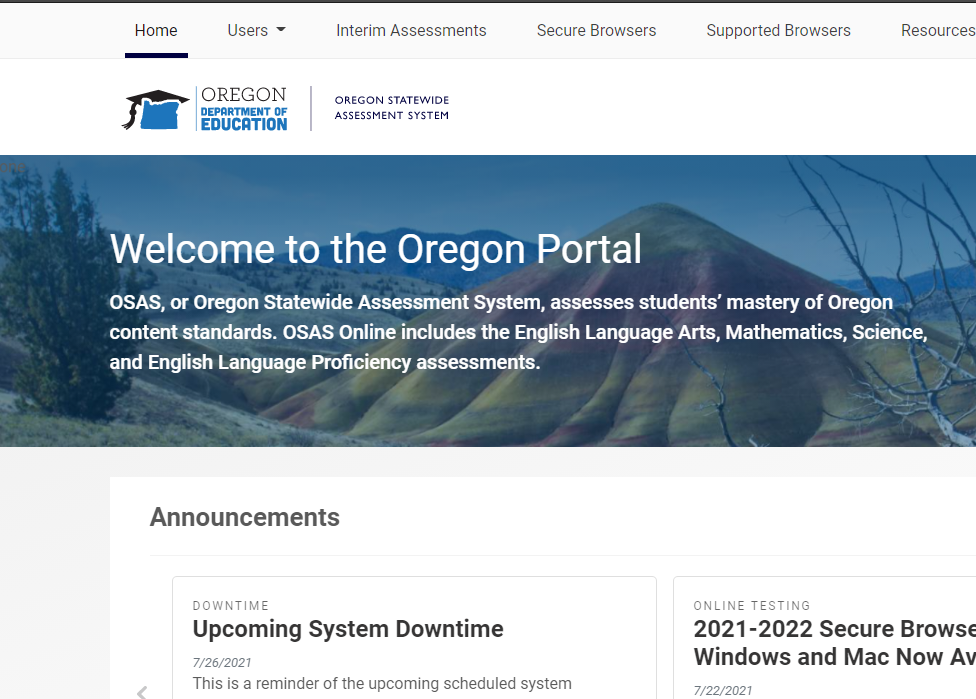 Home Users Interim Assessments Secure Browsers Supported Browsers Resources
OREGON
DEPARTMENT OF
EDUCATION
OREGON STATEWIDE
ASSESSMENT SYSTEM
Welcome to the Oregon Portal
OSAS, or Oregon Statewide Assessment System, assesses students’ mastery of Oregon
content standards. OSAS Online includes the English Language Arts, Mathematics, Science,
and English Language Proficiency assessments.
Announcements
DOWNTIME
Upcoming System Downtime
7/26/2021
This is a reminder of the upcoming scheduled system
ONLINE TESTING
2021-2022 Secure Browse
Windows and Mac Now Av
7/22/2021